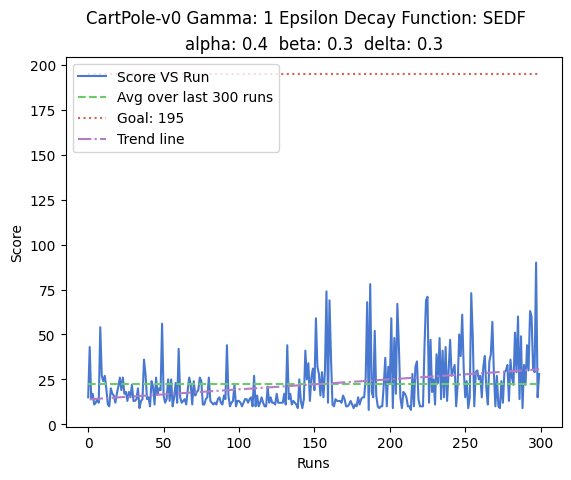 CartPole-v0 Gamma: 1 Epsilon Decay Function: SEDF
alpha: 0.4 beta: 0.3 delta: 0.3
Score VS Run
Avg over last 300 runs
Goal: 195
Trend line
200
175
150
125
100
75
50
25
0
Score
0 50 100 150 200 250 300
Runs